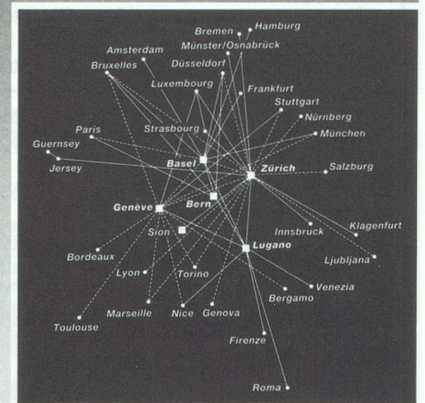 Hamburg
Bremen
Münster/Osnabrück
Amsterdam
Bruxelles
Düsseldorf
Luxembourg
Frankfurt
Stuttgart
Nürnberg
Paris
Strasbourg
München
Guernsey
Jersey
Basel
Zürich
Salzburg
Genève
Bern
Sion
Innsbruck
Klagenfurt
Lugano
Bordeaux
Ljubljana
Lyon
Torino
Venezia
Bergamo
Marseille
Nice
Genova
Toulouse
Firenze
Roma